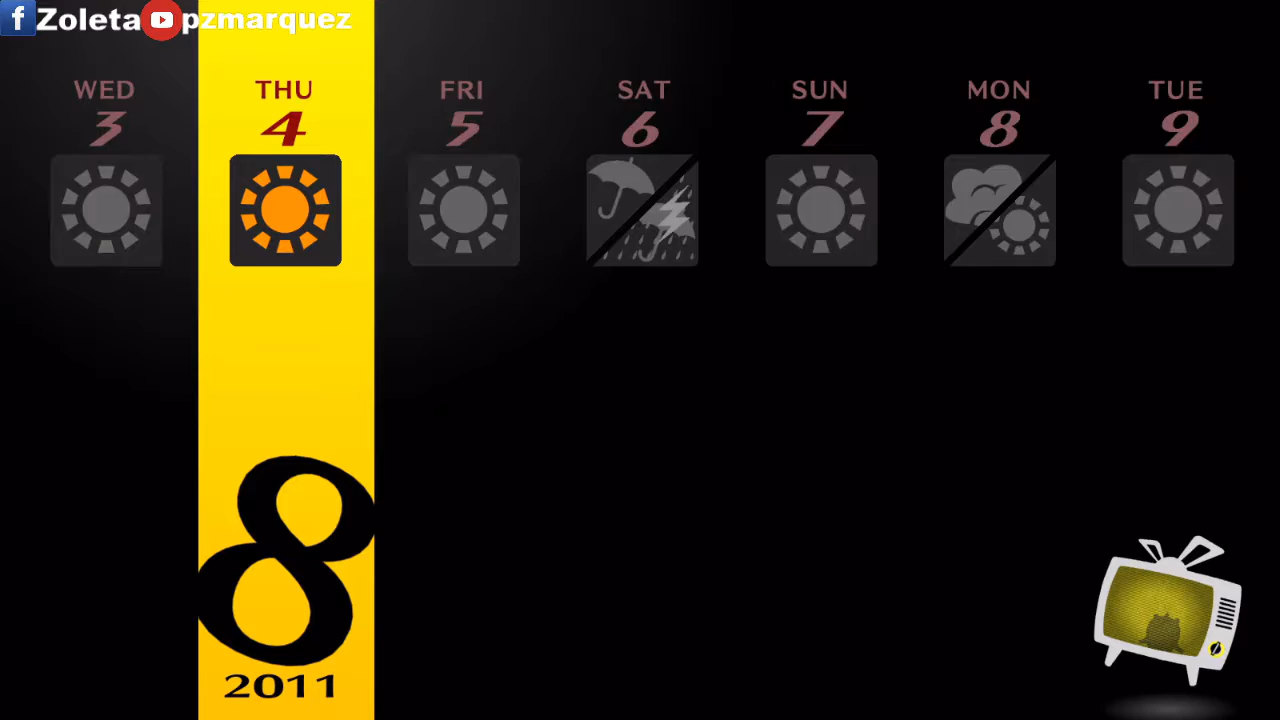 Zoleta pzmarquez
WED THU FRI SAT SUN MON TUE
3 4 5 6 7 8 9
8
2011